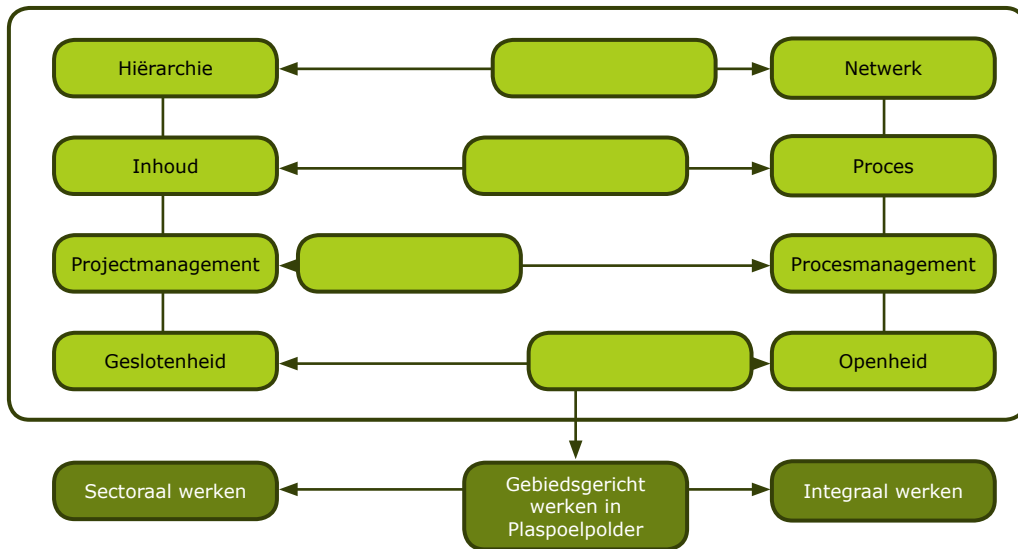 Hiërarchie
Netwerk
Inhoud
Proces
Projectmanagement
Procesmanagement
Geslotenheid
Openheid
Sectoraal werken
Gebiedsgericht
werken in
Plaspoelpolder
Integraal werken